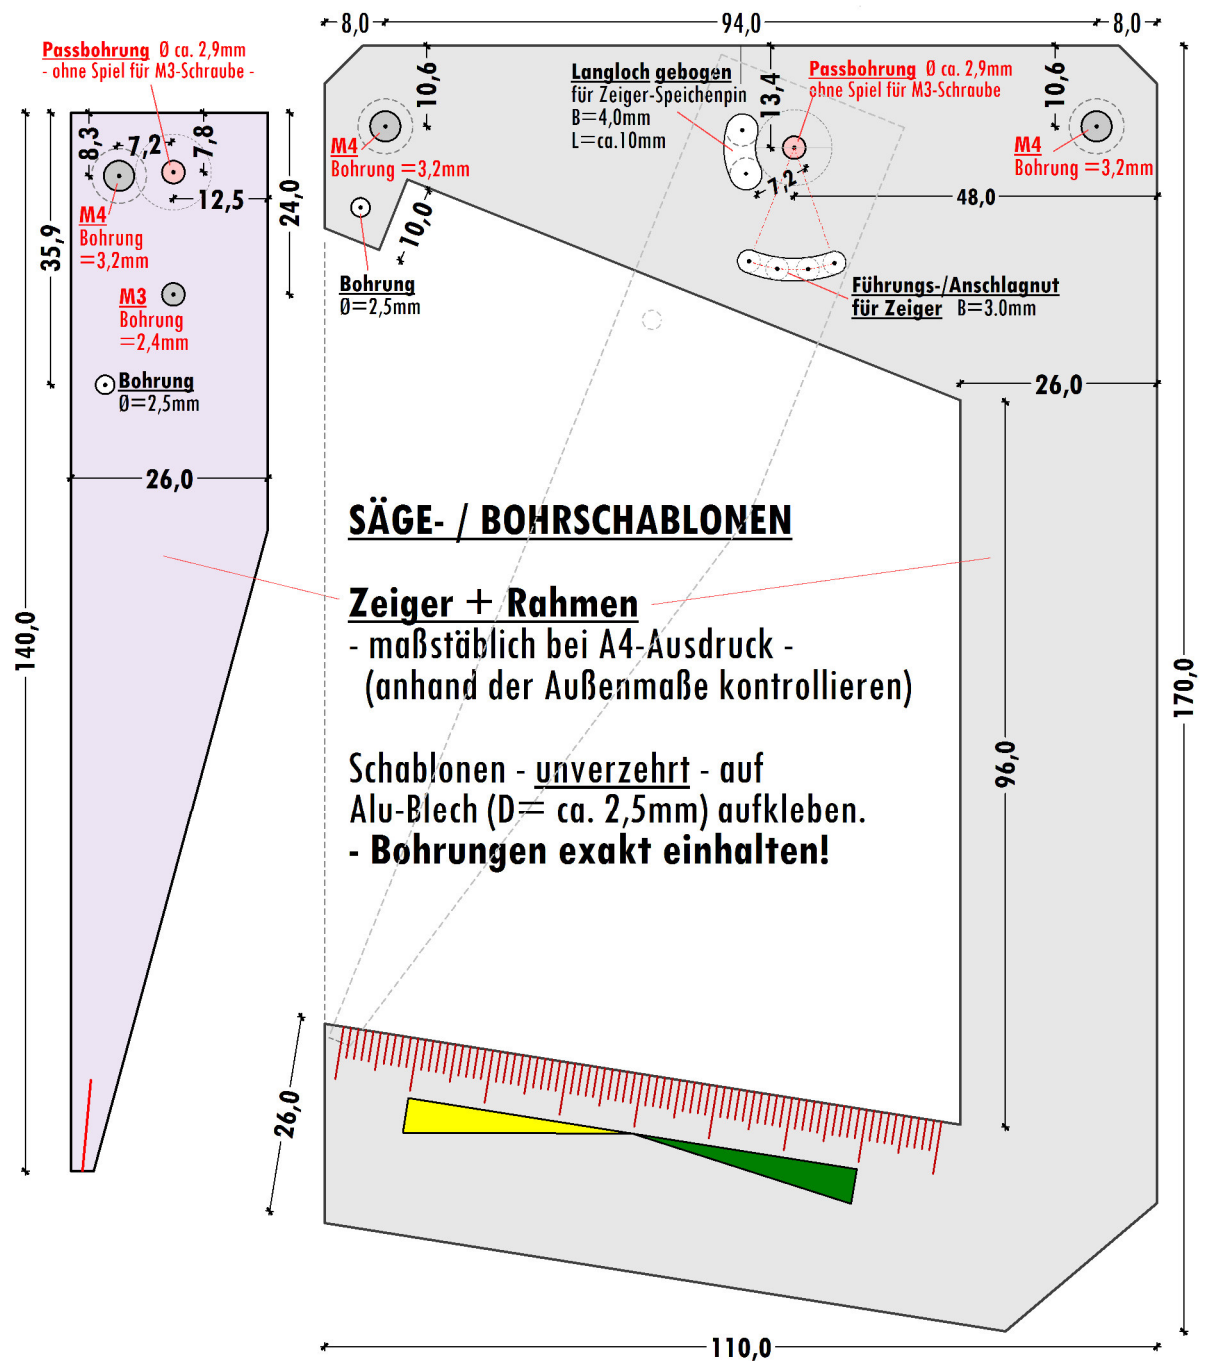 8,0
94,0
8,0
Passbohrung Ø ca. 2,9mm
- ohne Spiel für M3-Schraube -
8,3
7,2
7,8
12,5
24,0
35,9
M4
Bohrung
=3,2mm
M3
Bohrung
=2,4mm
Bohrung
Ø=2,5mm
26,0
140,0
10,6
M4
Bohrung =3,2mm
Langloch gebogen
für Zeiger-Speichenpin
B=4,0mm
L=ca.10mm
13,4
Passbohrung Ø ca. 2,9mm
ohne Spiel für M3-Schraube
10,6
M4
Bohrung =3,2mm
7,2
48,0
10,0
Bohrung
Ø=2,5mm
Führungs-/Anschlagnut
für Zeiger B=3.0mm
26,0
SÄGE- / BOHRSCHABLONEN
Zeiger + Rahmen
- maßstäblich bei A4-Ausdruck -
(anhand der Außenmaße kontrollieren)
Schablonen - unverzehrt - auf
Alu-Blech (D= ca. 2,5mm) aufkleben.
- Bohrungen exakt einhalten!
96,0
170,0
26,0
110,0